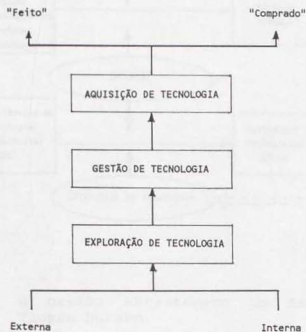 "Feito" "Comprado"
AQUISIÇÃO DE TECNOLOGIA
GESTÃO DE TECNOLOGIA
EXPLORAÇÃO DE TECNOLOGIA
Externa Interna